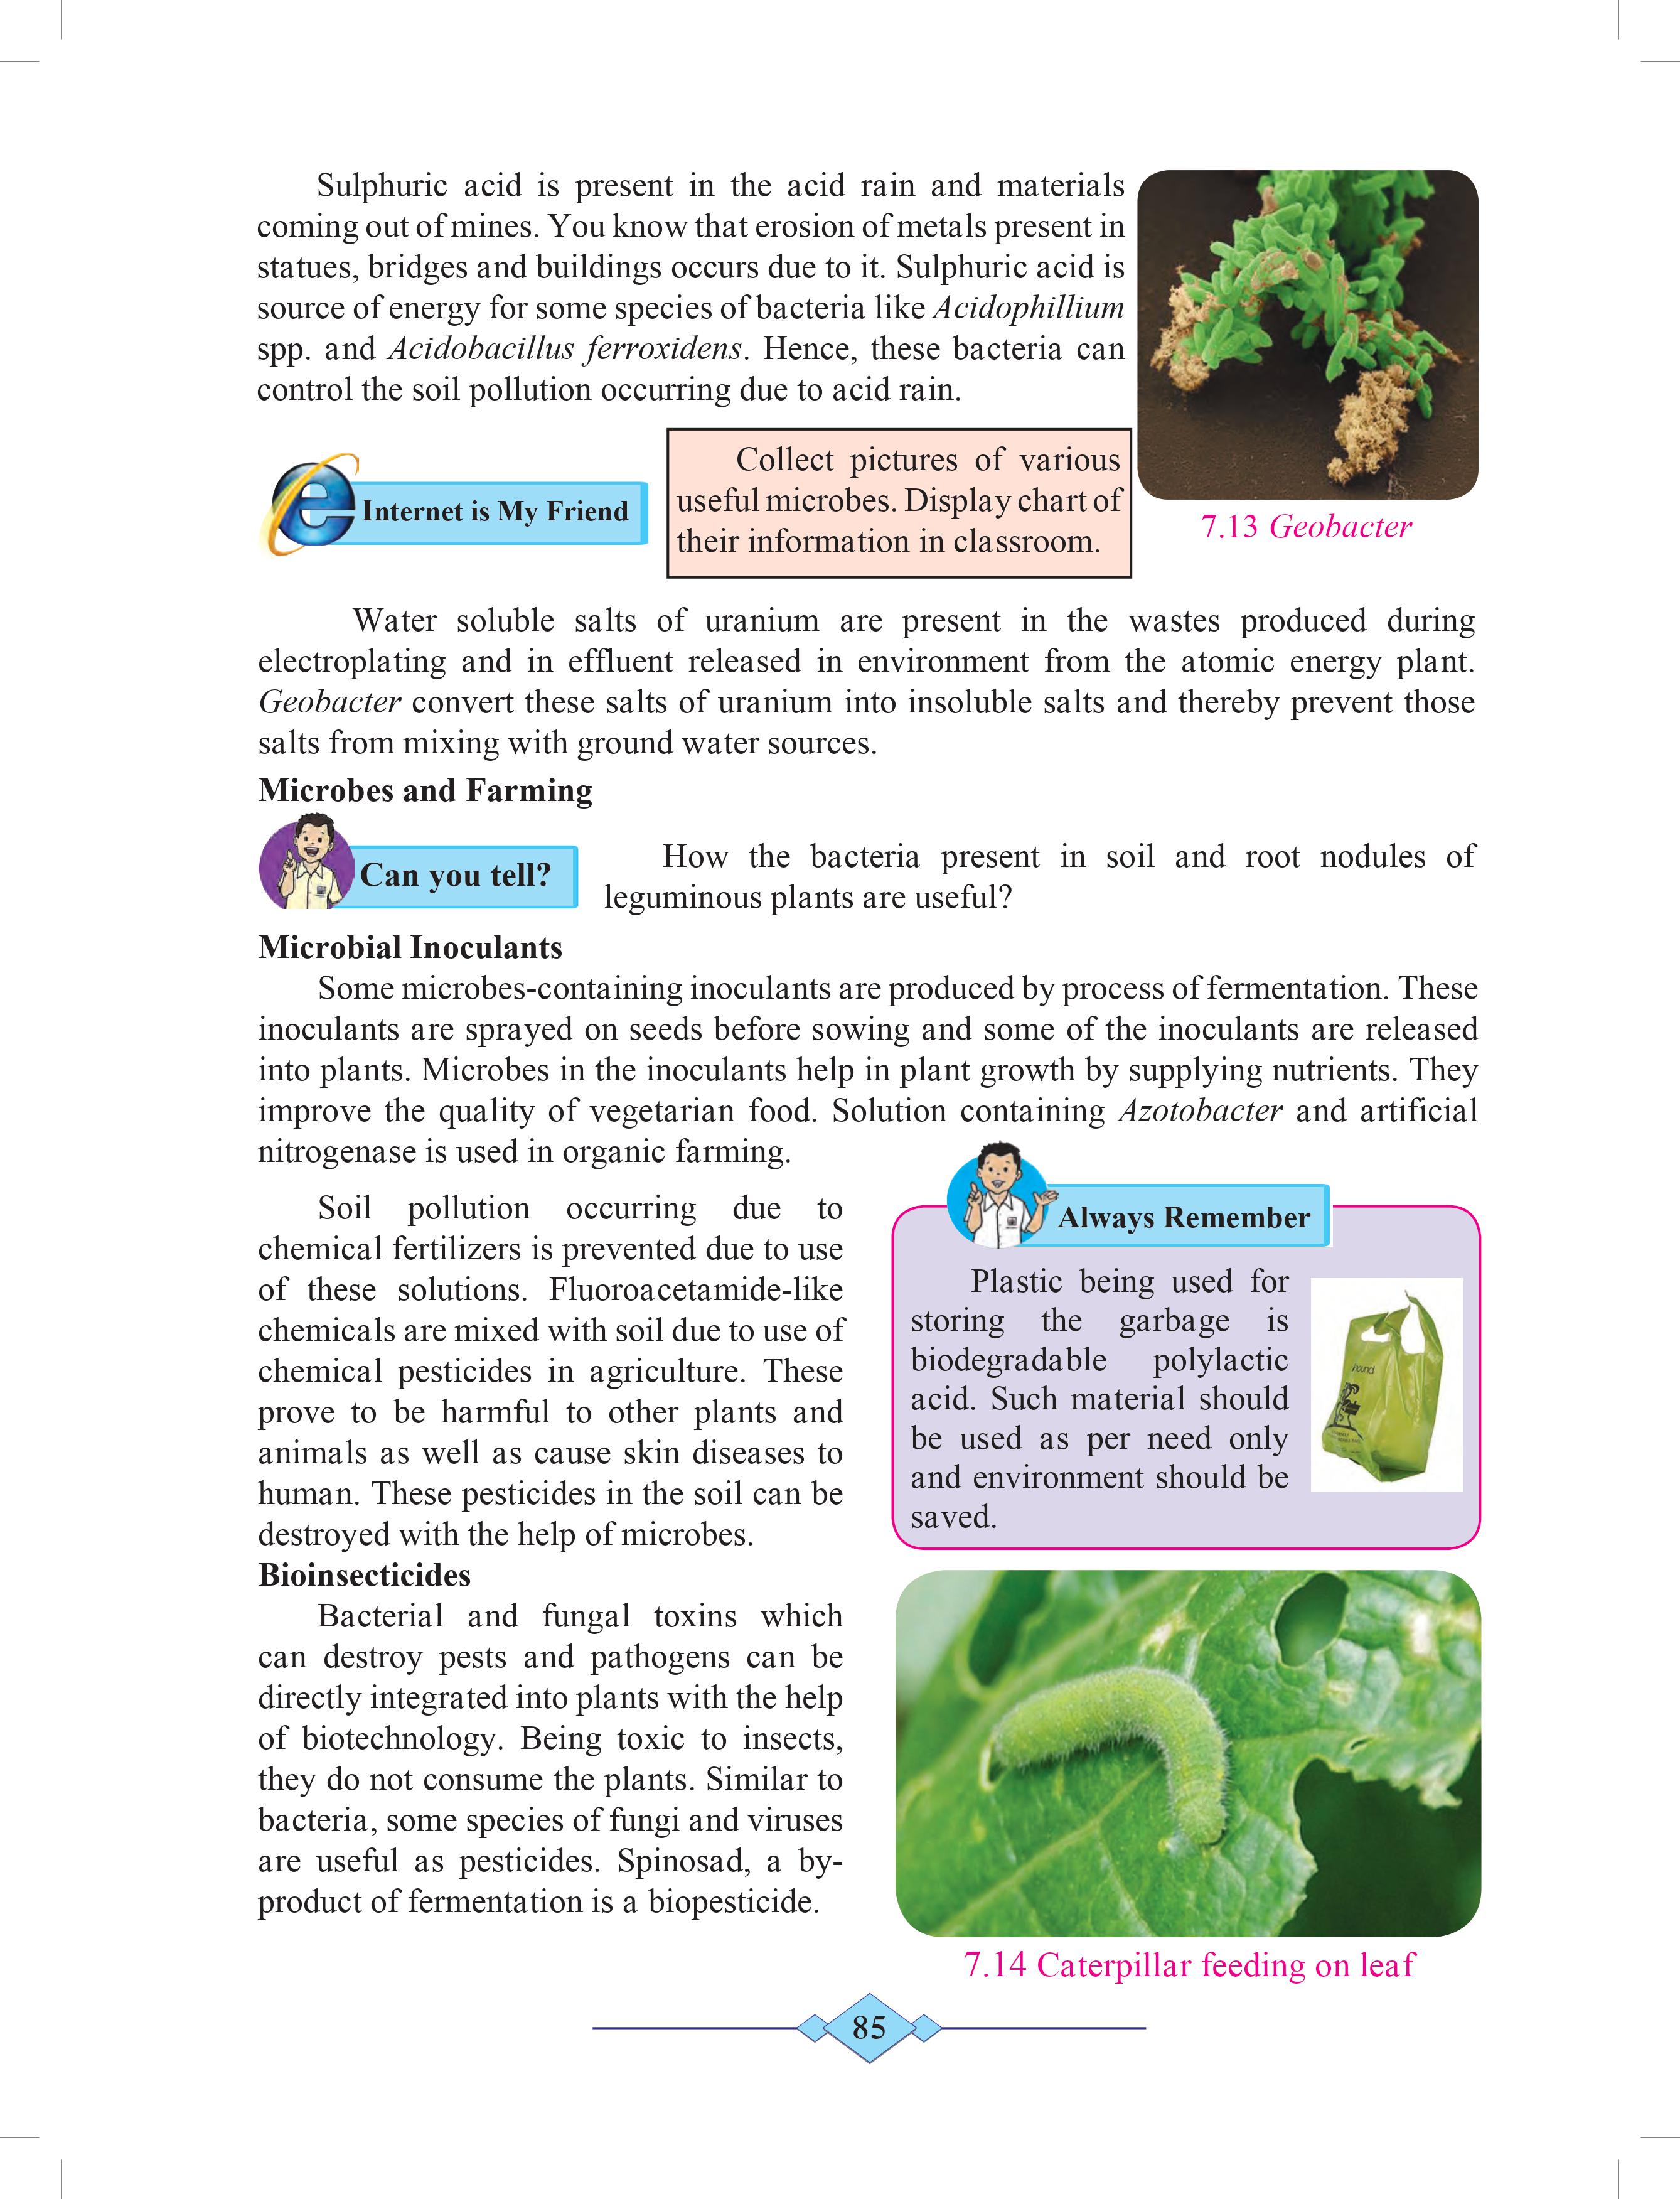 Sulphuric acid is present in the acid rain and materials
coming out of mines. You know that erosion of metals present in
statues, bridges and buildings occurs due to it. Sulphuric acid is
source of energy for some species of bacteria like Acidophillium
spp. and Acidobacillus ferroxidens. Hence, these bacteria can
control the soil pollution occurring due to acid rain.
7.13 Geobacter
Internet is My Friend
Collect pictures of various
useful microbes. Display chart of
their information in classroom.
Water soluble salts of uranium are present in the wastes produced during
electroplating and in effluent released in environment from the atomic energy plant.
Geobacter convert these salts of uranium into insoluble salts and thereby prevent those
salts from mixing with ground water sources.
Microbes and Farming
Can you tell?
How the bacteria present in soil and root nodules of
leguminous plants are useful?
Microbial Inoculants
Some microbes-containing inoculants are produced by process of fermentation. These
inoculants are sprayed on seeds before sowing and some of the inoculants are released
into plants. Microbes in the inoculants help in plant growth by supplying nutrients. They
improve the quality of vegetarian food. Solution containing Azotobacter and artificial
nitrogenase is used in organic farming.
Soil pollution occurring due to
chemical fertilizers is prevented due to use
of these solutions. Fluoroacetamide-like
chemicals are mixed with soil due to use of
chemical pesticides in agriculture. These
prove to be harmful to other plants and
animals as well as cause skin diseases to
human. These pesticides in the soil can be
destroyed with the help of microbes.
Always Remember
Plastic being used for
storing the garbage is
biodegradable polylactic
acid. Such material should
be used as per need only
and environment should be
saved.
Bioinsecticides
Bacterial and fungal toxins which
can destroy pests and pathogens can be
directly integrated into plants with the help
of biotechnology. Being toxic to insects,
they do not consume the plants. Similar to
bacteria, some species of fungi and viruses
are useful as pesticides. Spinosad, a by-
product of fermentation is a biopesticide.
7.14 Caterpillar feeding on leaf
85